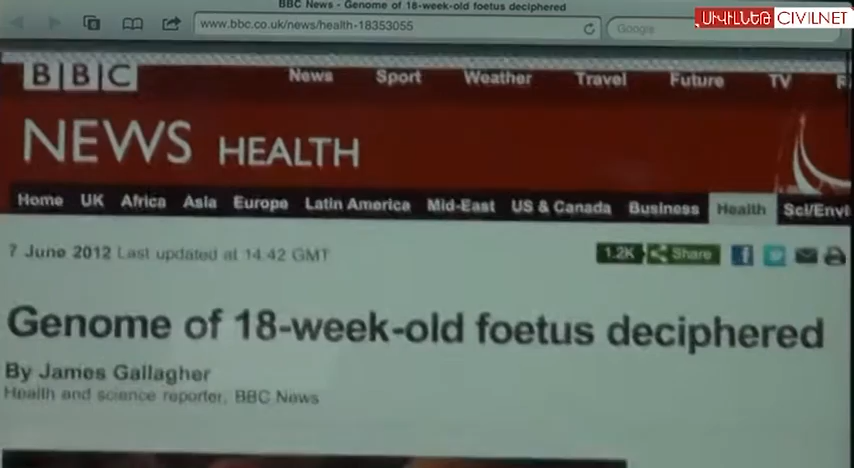 BBC News - Genome of 18-week-old foetus deciphered
www.bbc.co.uk/news/health-18353055
Google
ՍԻՎԻԼՆԵԹ CIVILNET
BBC News Sport Weather Travel Future TV
NEWS HEALTH
Home UK Africa Asia Europe Latin America Mid-East US & Canada Business Health Sci/Envi
7 June 2012 Last updated at 14:42 GMT
1.2K Share
Genome of 18-week-old foetus deciphered
By James Gallagher
Health and science reporter, BBC News